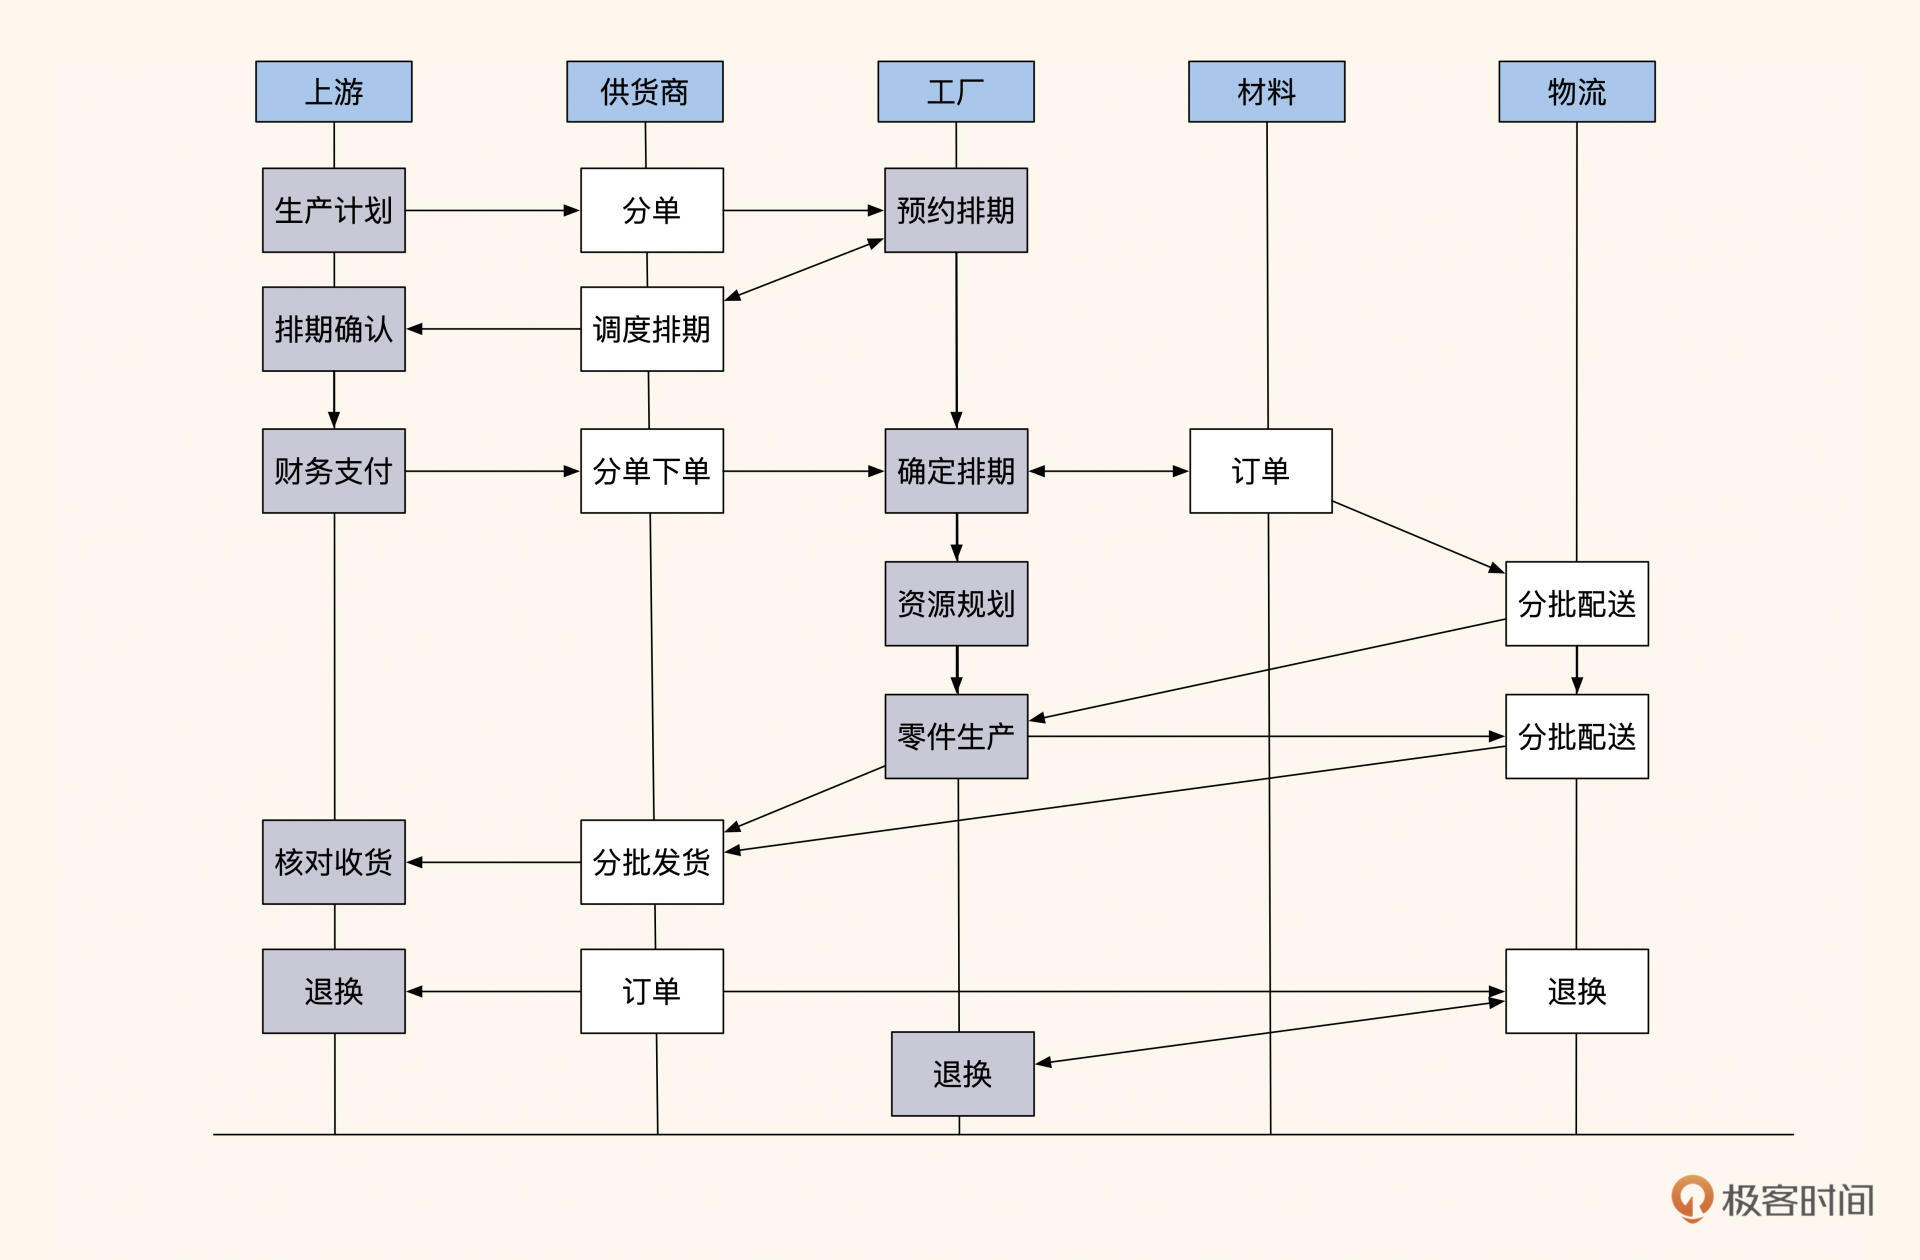 上游
供货商
工厂
材料
物流
生产计划
分单
预约排期
排期确认
调度排期
财务支付
分单下单
确定排期
订单
资源规划
分批配送
零件生产
分批配送
核对收货
分批发货
退换
订单
退换
退换
极客时间